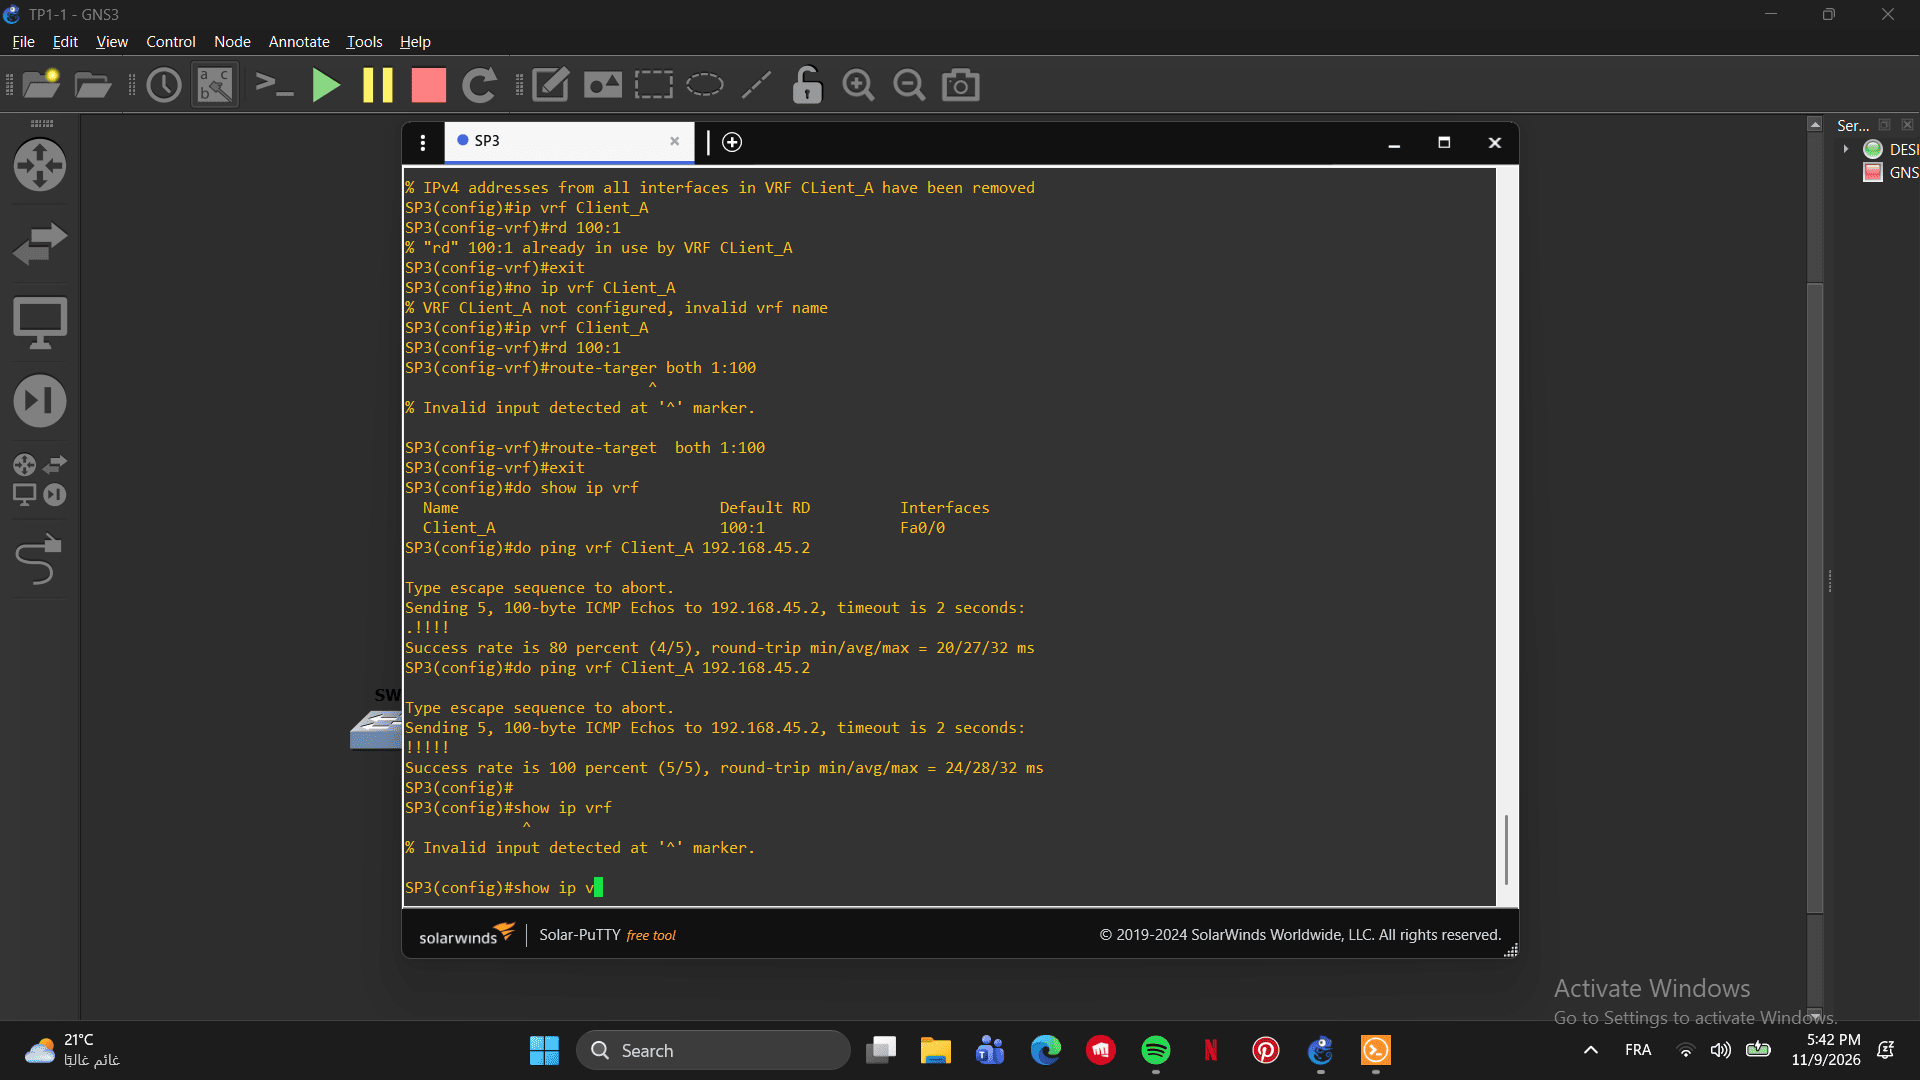 TP1-1 - GNS3
File Edit View Control Node Annotate Tools Help
a c
b
Ser...
DESI
GNS
SP3
% IPv4 addresses from all interfaces in VRF CLient_A have been removed
SP3(config)#ip vrf Client_A
SP3(config-vrf)#rd 100:1
% "rd" 100:1 already in use by VRF CLient_A
SP3(config-vrf)#exit
SP3(config)#no ip vrf CLient_A
% VRF CLient_A not configured, invalid vrf name
SP3(config)#ip vrf Client_A
SP3(config-vrf)#rd 100:1
SP3(config-vrf)#route-targer both 1:100
^
% Invalid input detected at '^' marker.
SP3(config-vrf)#route-target  both 1:100
SP3(config-vrf)#exit
SP3(config)#do show ip vrf
Name Default RD Interfaces
Client_A 100:1 Fa0/0
SP3(config)#do ping vrf Client_A 192.168.45.2
Type escape sequence to abort.
Sending 5, 100-byte ICMP Echos to 192.168.45.2, timeout is 2 seconds:
.!!!!
Success rate is 80 percent (4/5), round-trip min/avg/max = 20/27/32 ms
SP3(config)#do ping vrf Client_A 192.168.45.2
Type escape sequence to abort.
Sending 5, 100-byte ICMP Echos to 192.168.45.2, timeout is 2 seconds:
!!!!!
Success rate is 100 percent (5/5), round-trip min/avg/max = 24/28/32 ms
SP3(config)#
SP3(config)#show ip vrf
^
% Invalid input detected at '^' marker.
SP3(config)#show ip v
SW
solarwinds Solar-PuTTY free tool © 2019-2024 SolarWinds Worldwide, LLC. All rights reserved.
Activate Windows
Go to Settings to activate Windows.
21°C
غائم غالبًا
Search
FRA
5:42 PM
11/9/2026